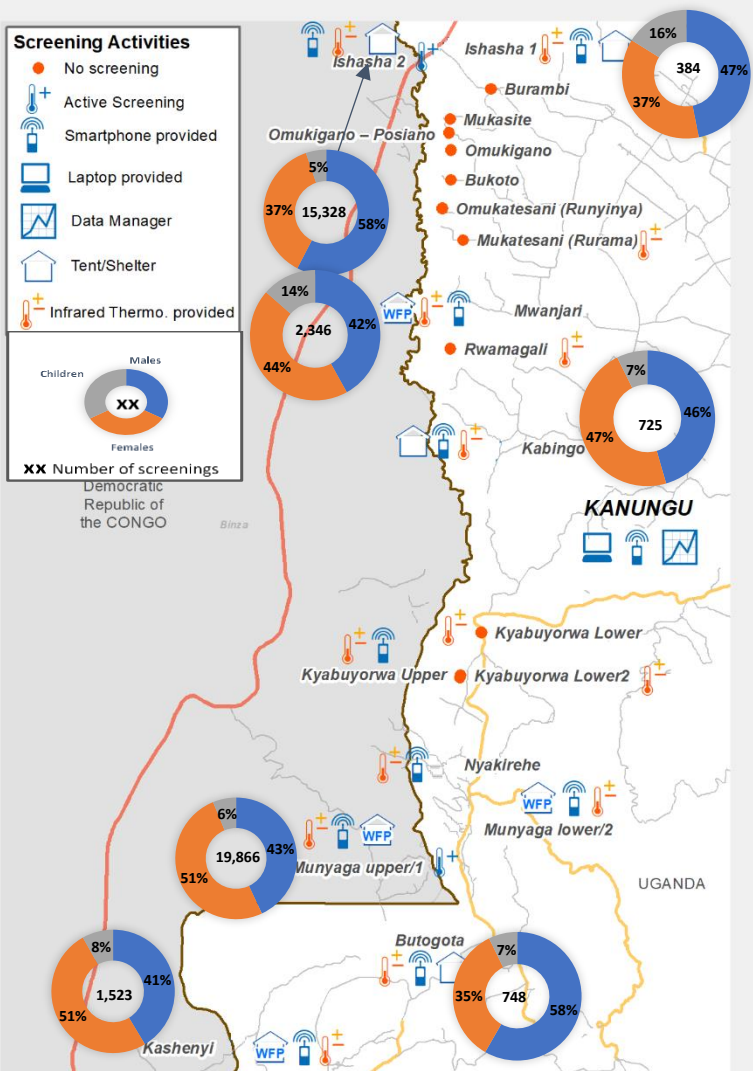 Screening Activities
No screening
Active Screening
Smartphone provided
Laptop provided
Data Manager
Tent/Shelter
Infrared Thermo. provided
Males
Children
xx
Females
xx Number of screenings
Democratic
Republic of
the CONGO
Binza
Ishasha 2
Ishasha 1
16%
384
47%
37%
Burambi
Mukasite
Omukigano – Posiano
Omukigano
Bukoto
Omukatesani (Runyinya)
Mukatesani (Rurama)
5%
37%
15,328
58%
14%
2,346
42%
44%
WFP
Mwanjari
Rwamagali
7%
46%
725
47%
Kabingo
KANUNGU
Kyabuyorwa Lower
Kyabuyorwa Upper
Kyabuyorwa Lower2
Nyakirehe
WFP
Munyaga lower/2
6%
43%
19,866
51%
WFP
Munyaga upper/1
UGANDA
Butogota
7%
35%
748
58%
8%
41%
1,523
51%
Kashenyi
WFP